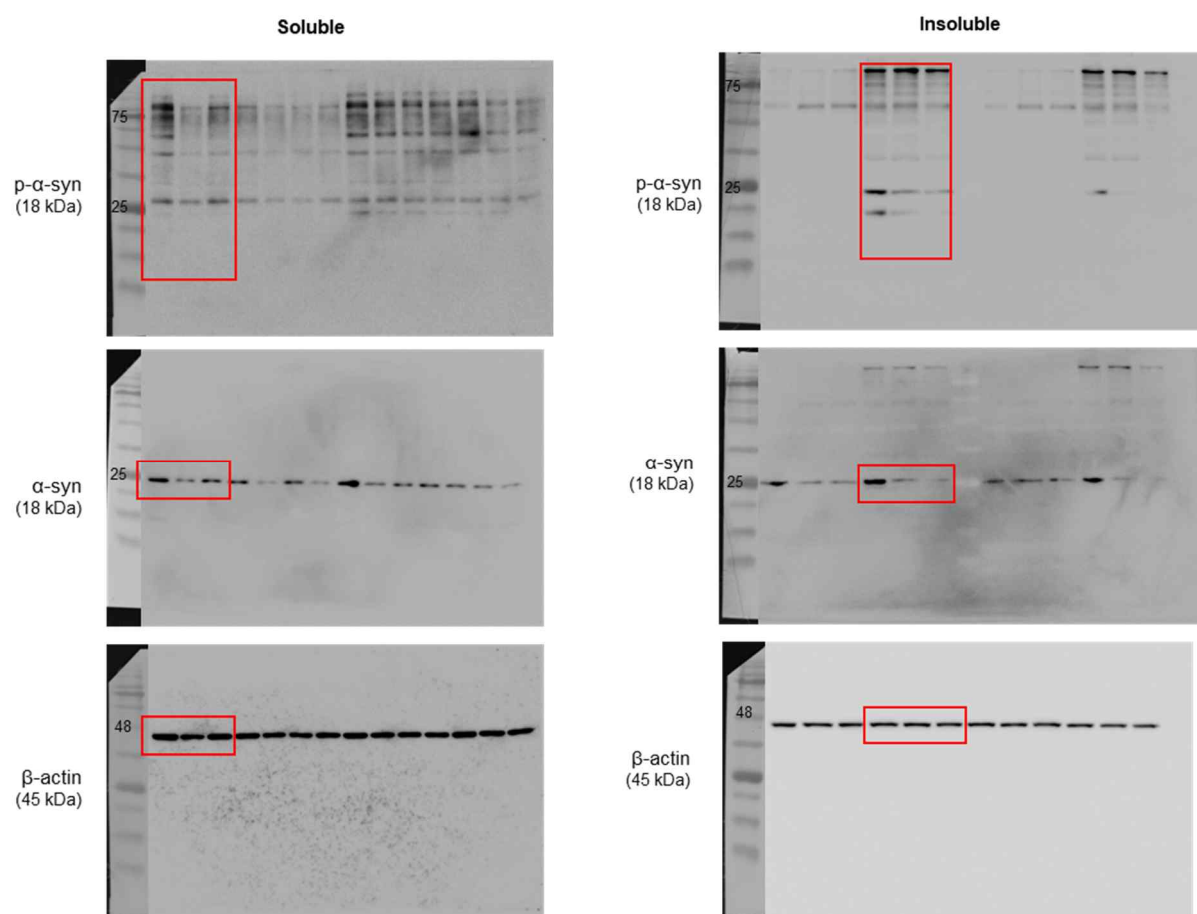 Soluble
Insoluble
p-α-syn
(18 kDa)
75
25
p-α-syn
(18 kDa)
75
25
α-syn
(18 kDa)
25
α-syn
(18 kDa)
25
β-actin
(45 kDa)
48
β-actin
(45 kDa)
48